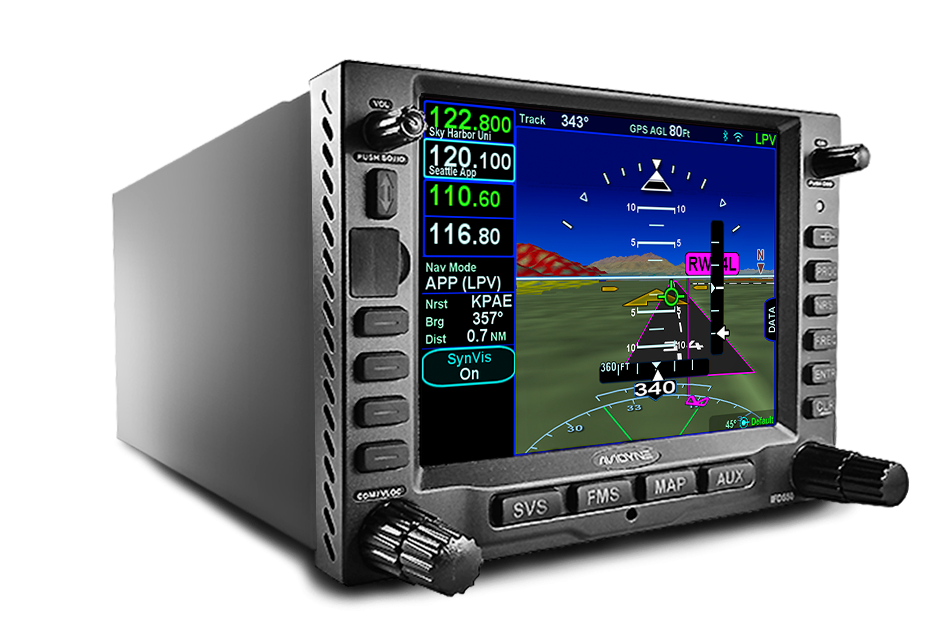 VOL
PUSH SQ/ID
122.800
Sky Harbor Uni
120.100
Seattle App
110.60
116.80
Nav Mode
APP (LPV)
Nrst KPAE
Brg 357°
Dist 0.7 NM
SynVis
On
Track 343°
GPS AGL 80Ft
LPV
10 10
5 5
N
5 5
10
360 FT
340
33
30
45° Default
DATA
PROC
NRST
FREQ
ENTR
CLR
COM/VLOC
AVIDYNE
SVS
FMS
MAP
AUX
IFD550